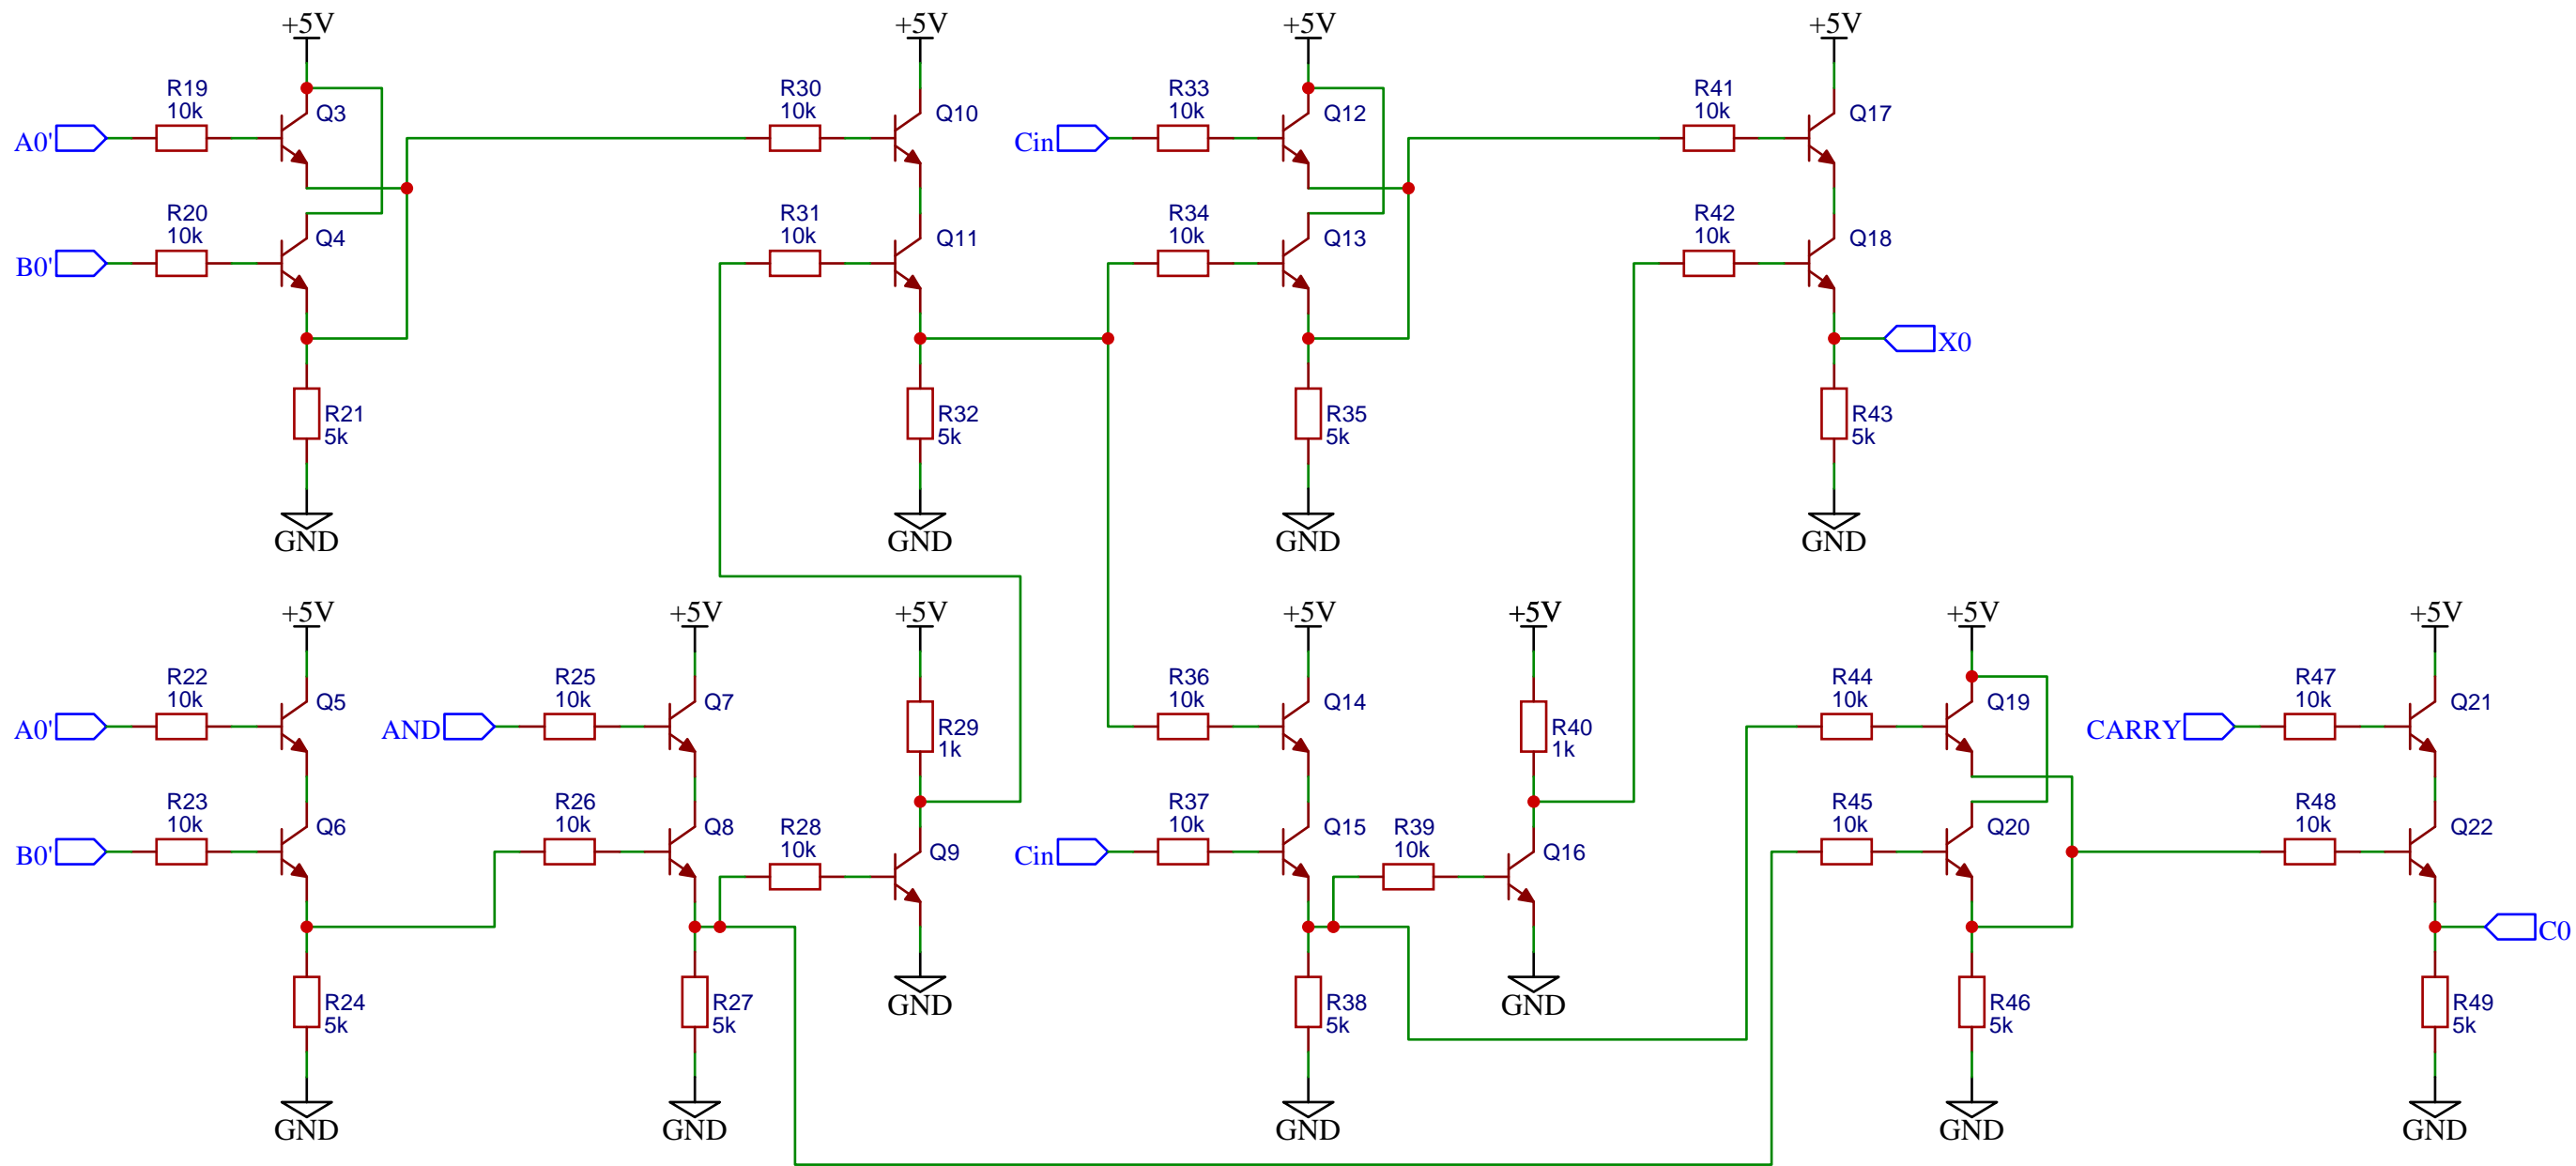 +5V
+5V
+5V
+5V
R19
10k
Q3
R30
10k
Q10
R33
10k
Q12
R41
10k
Q17
A0'
Cin
R20
10k
Q4
R31
10k
Q11
R34
10k
Q13
R42
10k
Q18
B0'
X0
R21
5k
R32
5k
R35
5k
R43
5k
GND
GND
GND
GND
+5V
+5V
+5V
+5V
+5V
+5V
+5V
R22
10k
Q5
R25
10k
Q7
R29
1k
R36
10k
Q14
R40
1k
R44
10k
Q19
R47
10k
Q21
A0'
AND
CARRY
R23
10k
Q6
R26
10k
Q8
R28
10k
Q9
R37
10k
Q15
R39
10k
Q16
R45
10k
Q20
R48
10k
Q22
B0'
Cin
C0
R24
5k
R27
5k
GND
R38
5k
GND
R46
5k
R49
5k
GND
GND
GND
GND
GND